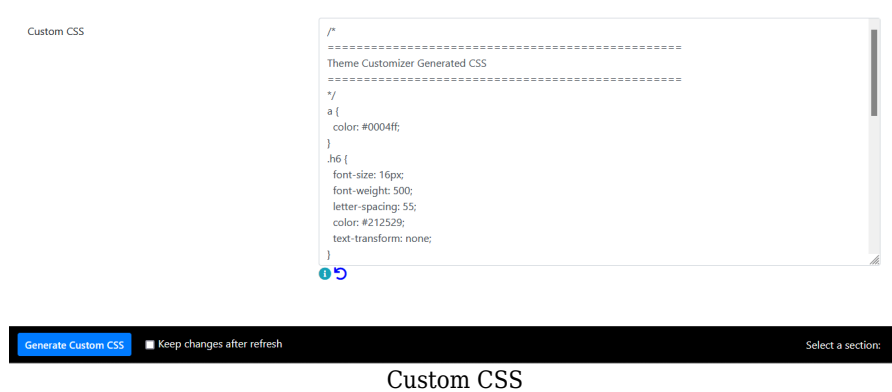 Custom CSS
/*
=================================================
Theme Customizer Generated CSS
=================================================
*/
a {
color: #0004ff;
}
.h6 {
font-size: 16px;
font-weight: 500;
letter-spacing: 55;
color: #212529;
text-transform: none;
}
Generate Custom CSS Keep changes after refresh Select a section:
Custom CSS